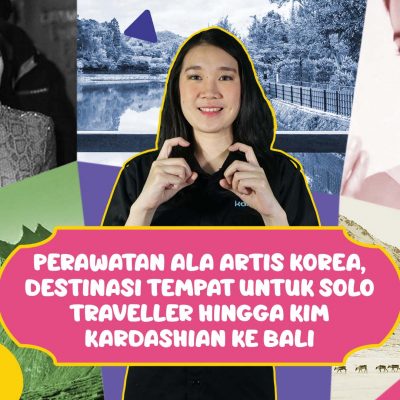 PERAWATAN ALA ARTIS KOREA,
DESTINASI TEMPAT UNTUK SOLO
TRAVELLER HINGGA KIM
KARDASHIAN KE BALI